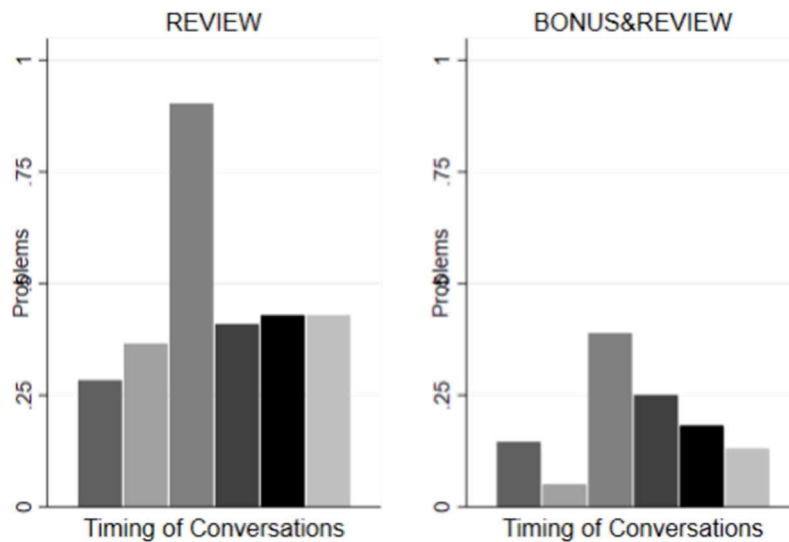 REVIEW
1
.75
.5
.25
0
Problems
Timing of Conversations
BONUS&REVIEW
1
.75
.5
.25
0
Problems
Timing of Conversations